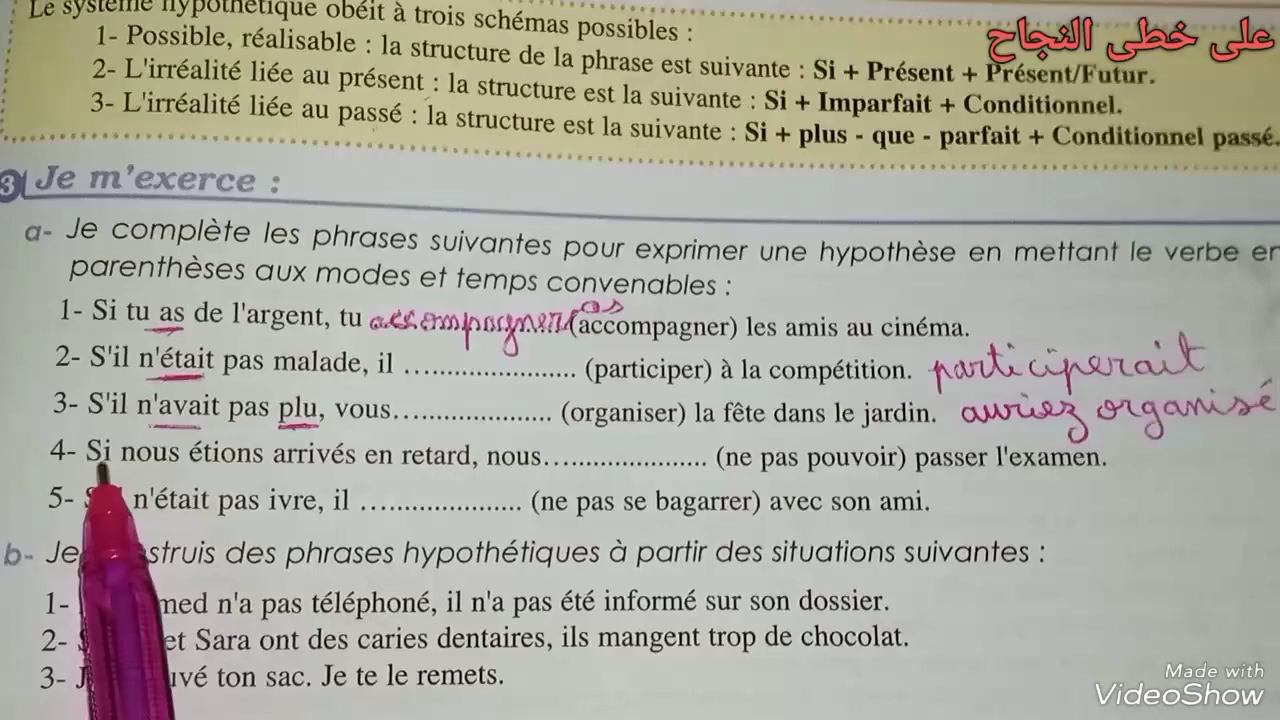 Le système hypothétique obéit à trois schémas possibles :
على خطى النجاح
1- Possible, réalisable : la structure de la phrase est suivante : Si + Présent + Présent/Futur.
2- L'irréalité liée au présent : la structure est la suivante : Si + Imparfait + Conditionnel.
3- L'irréalité liée au passé : la structure est la suivante : Si + plus - que - parfait + Conditionnel passé.
3 Je m'exerce :
a- Je complète les phrases suivantes pour exprimer une hypothèse en mettant le verbe en
parenthèses aux modes et temps convenables :
1- Si tu as de l'argent, tu accompagneras (accompagner) les amis au cinéma.
2- S'il n'était pas malade, il ........................ (participer) à la compétition. participerait
3- S'il n'avait pas plu, vous...................... (organiser) la fête dans le jardin. auriez organisé
4- Si nous étions arrivés en retard, nous....................... (ne pas pouvoir) passer l'examen.
5- n'était pas ivre, il ...................... (ne pas se bagarrer) avec son ami.
b- Je struis des phrases hypothétiques à partir des situations suivantes :
1- med n'a pas téléphoné, il n'a pas été informé sur son dossier.
2- et Sara ont des caries dentaires, ils mangent trop de chocolat.
3- J uvé ton sac. Je te le remets.
Made with
VideoShow